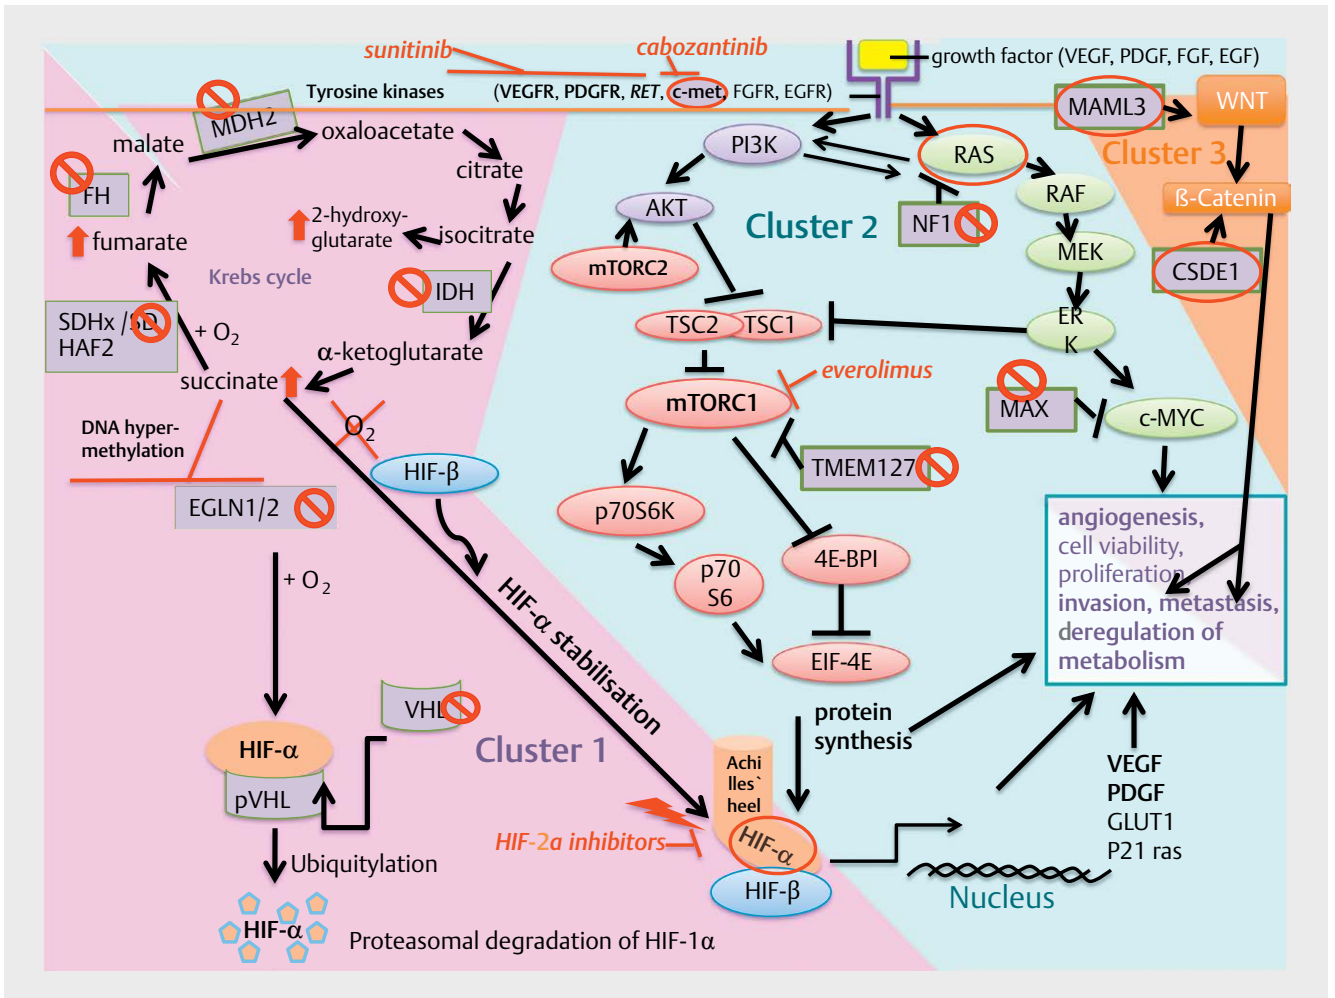 sunitinib
cabozantinib
growth factor (VEGF, PDGF, FGF, EGF)
Tyrosine kinases
(VEGFR, PDGFR, RET, c-met, FGFR, EGFR)
MDH2
MAML3
WNT
malate
oxaloacetate
citrate
PI3K
RAS
Cluster 3
FH
2-hydroxy-
glutarate
isocitrate
AKT
Cluster 2
NF1
RAF
ß-Catenin
fumarate
Krebs cycle
mTORC2
MEK
CSDE1
IDH
SDHx /SD
HAF2
+ O2
TSC2
TSC1
ER
K
α-ketoglutarate
succinate
everolimus
mTORC1
MAX
c-MYC
DNA hyper-
methylation
O2
HIF-β
TMEM127
EGLN1/2
p70S6K
angiogenesis,
cell viability,
proliferation
invasion, metastasis,
deregulation of
metabolism
4E-BPI
p70
S6
+ O2
HIF-α stabilisation
EIF-4E
VHL
protein
synthesis
Cluster 1
HIF-α
pVHL
Achi
lles`
heel
VEGF
PDGF
GLUT1
P21 ras
HIF-2a inhibitors
HIF-α
HIF-β
Nucleus
Ubiquitylation
HIF-α
Proteasomal degradation of HIF-1α